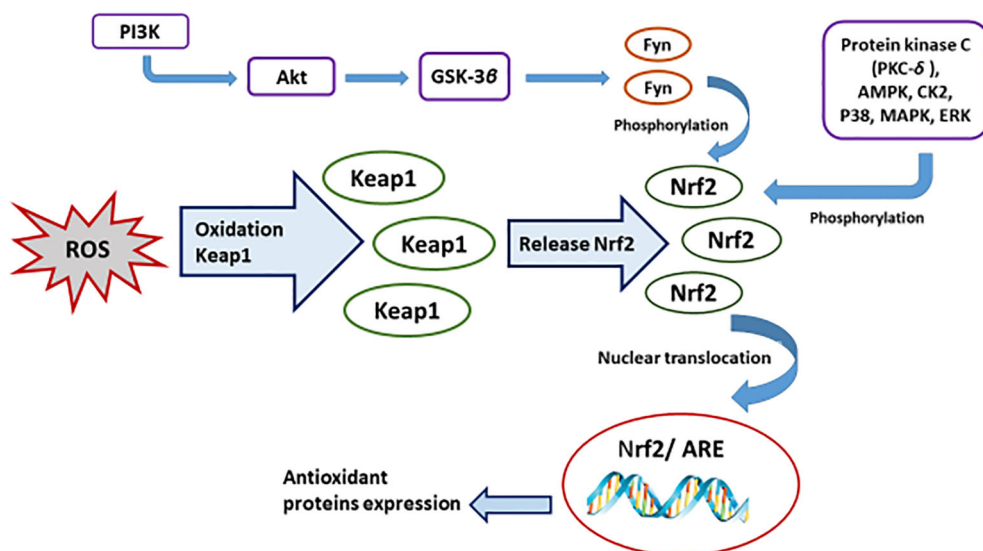 PI3K
Akt
GSK-3β
Fyn
Fyn
Phosphorylation
Protein kinase C
(PKC-δ ),
AMPK, CK2,
P38, MAPK, ERK
Phosphorylation
ROS
Oxidation
Keap1
Keap1
Keap1
Keap1
Release Nrf2
Nrf2
Nrf2
Nrf2
Nuclear translocation
Nrf2/ ARE
Antioxidant
proteins expression